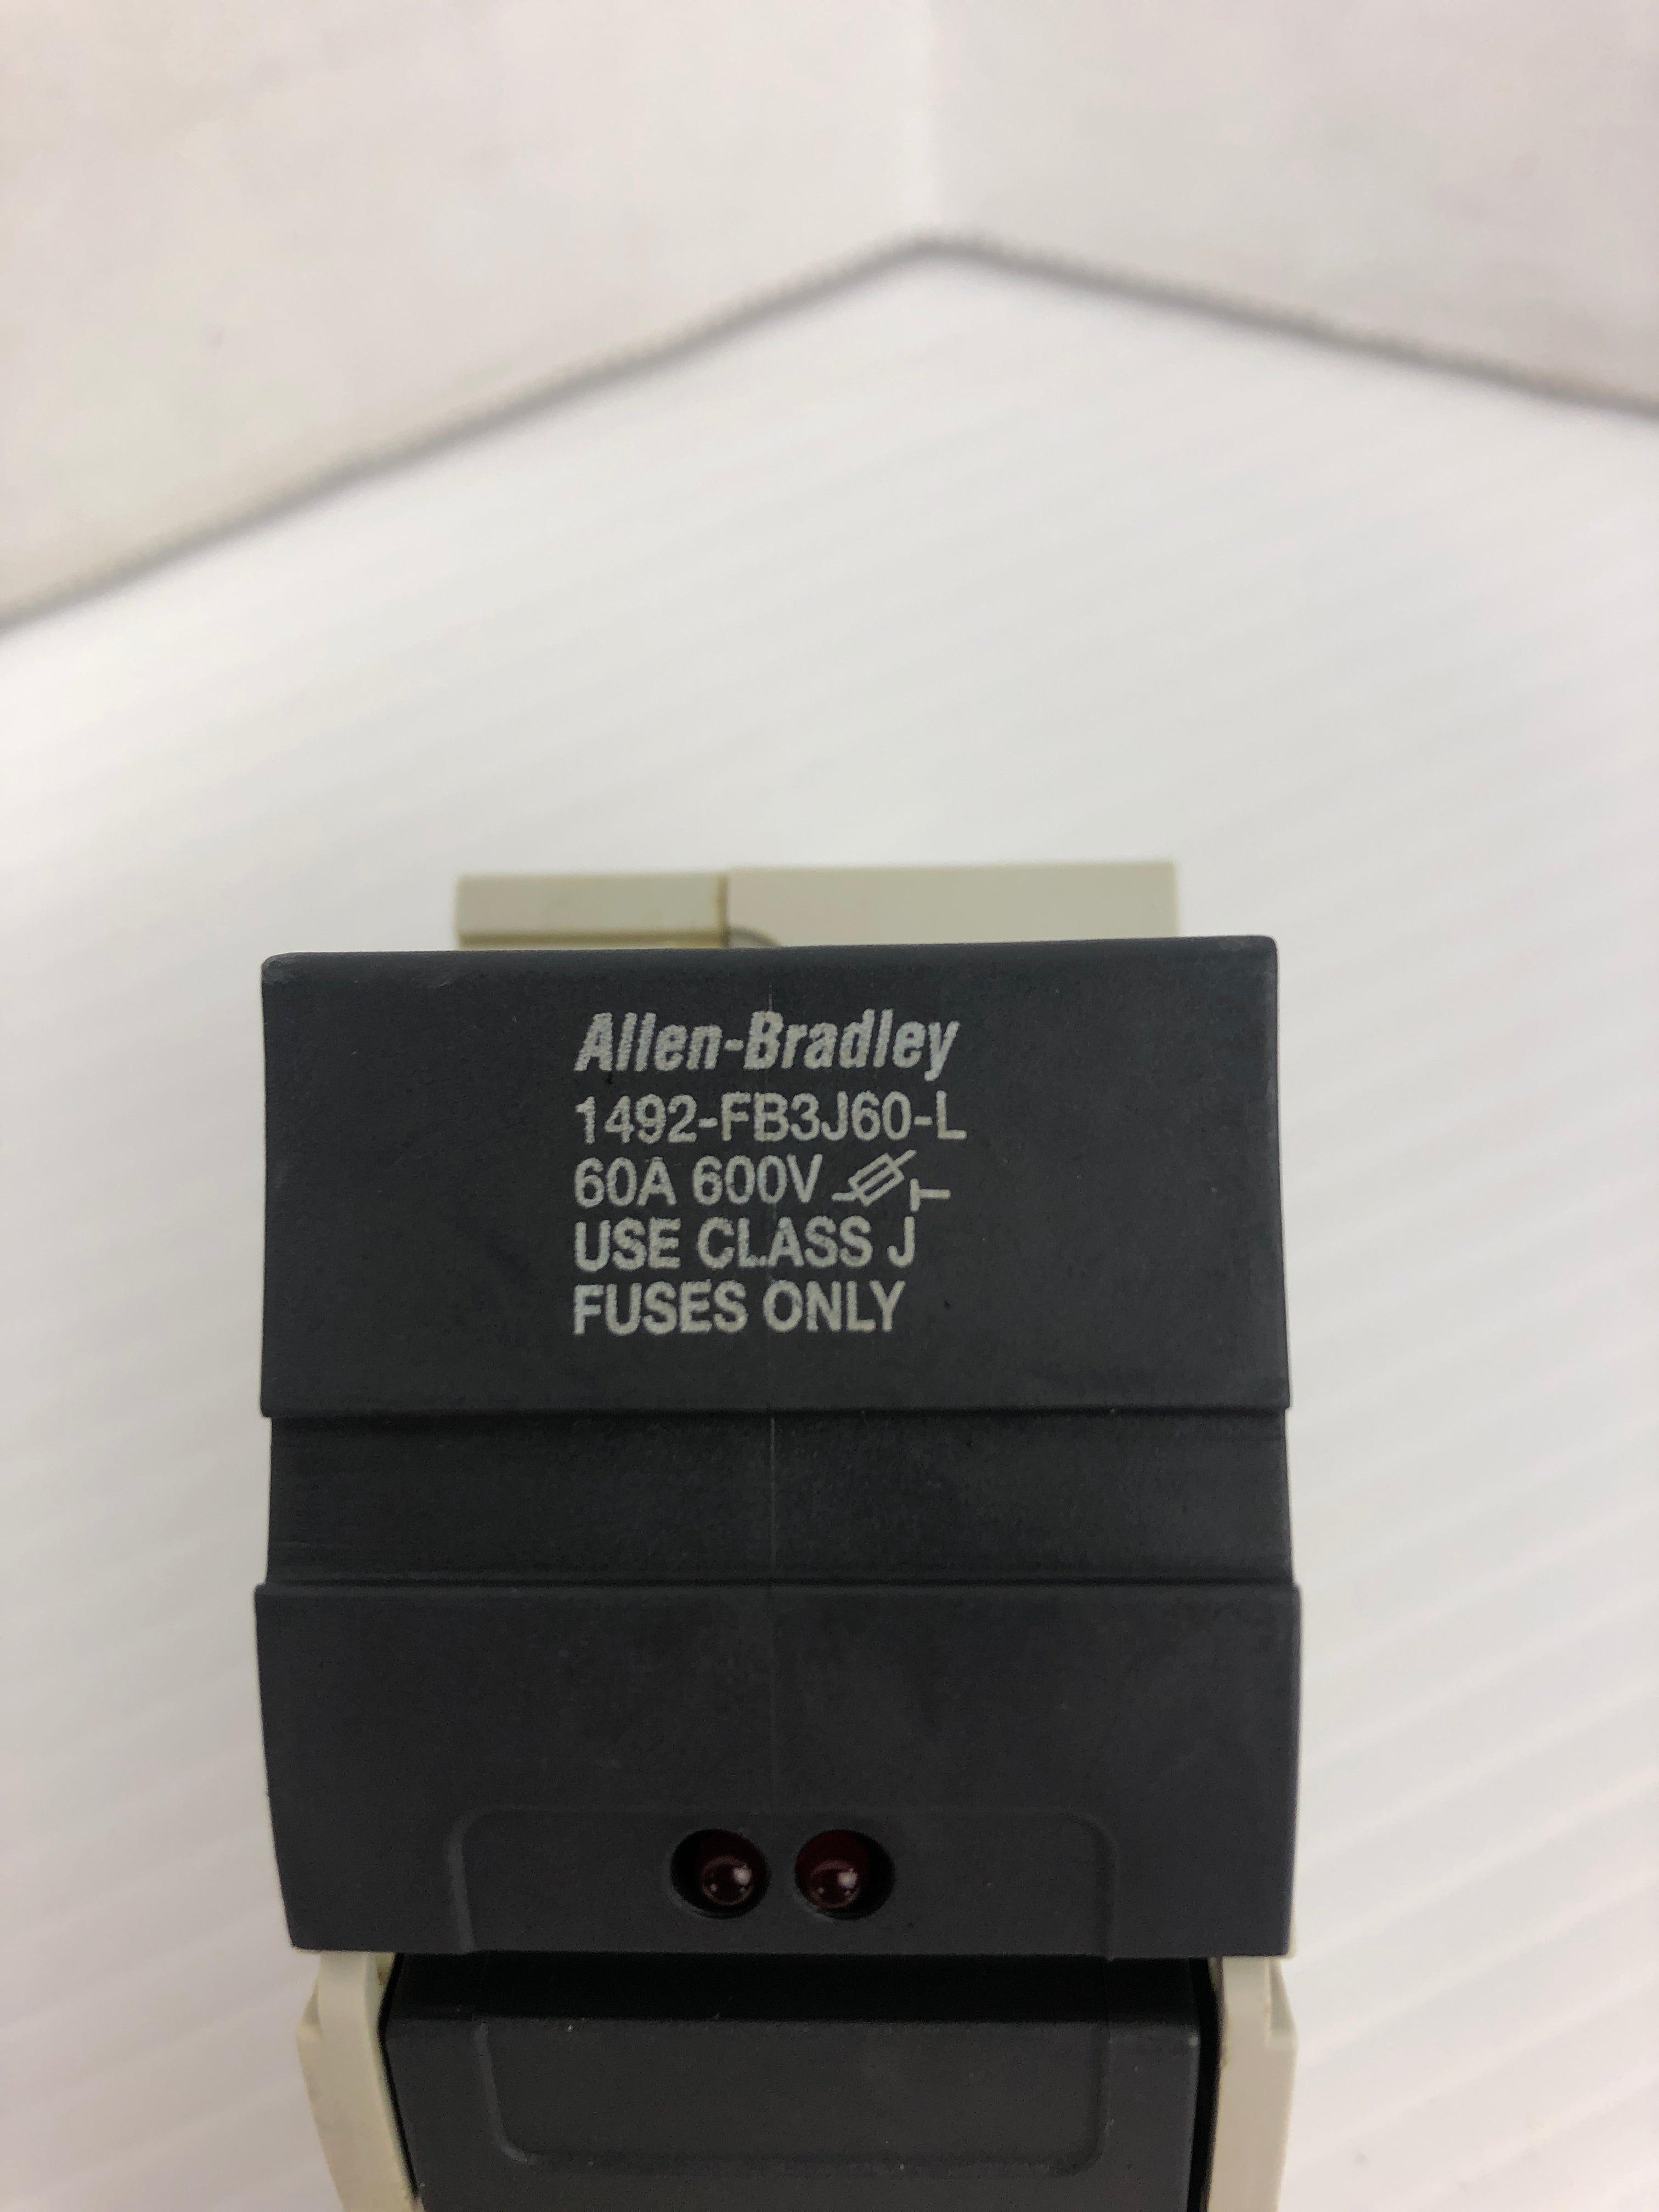 Allen-Bradley
1492-FB3J60-L
60A 600V
USE CLASS J
FUSES ONLY